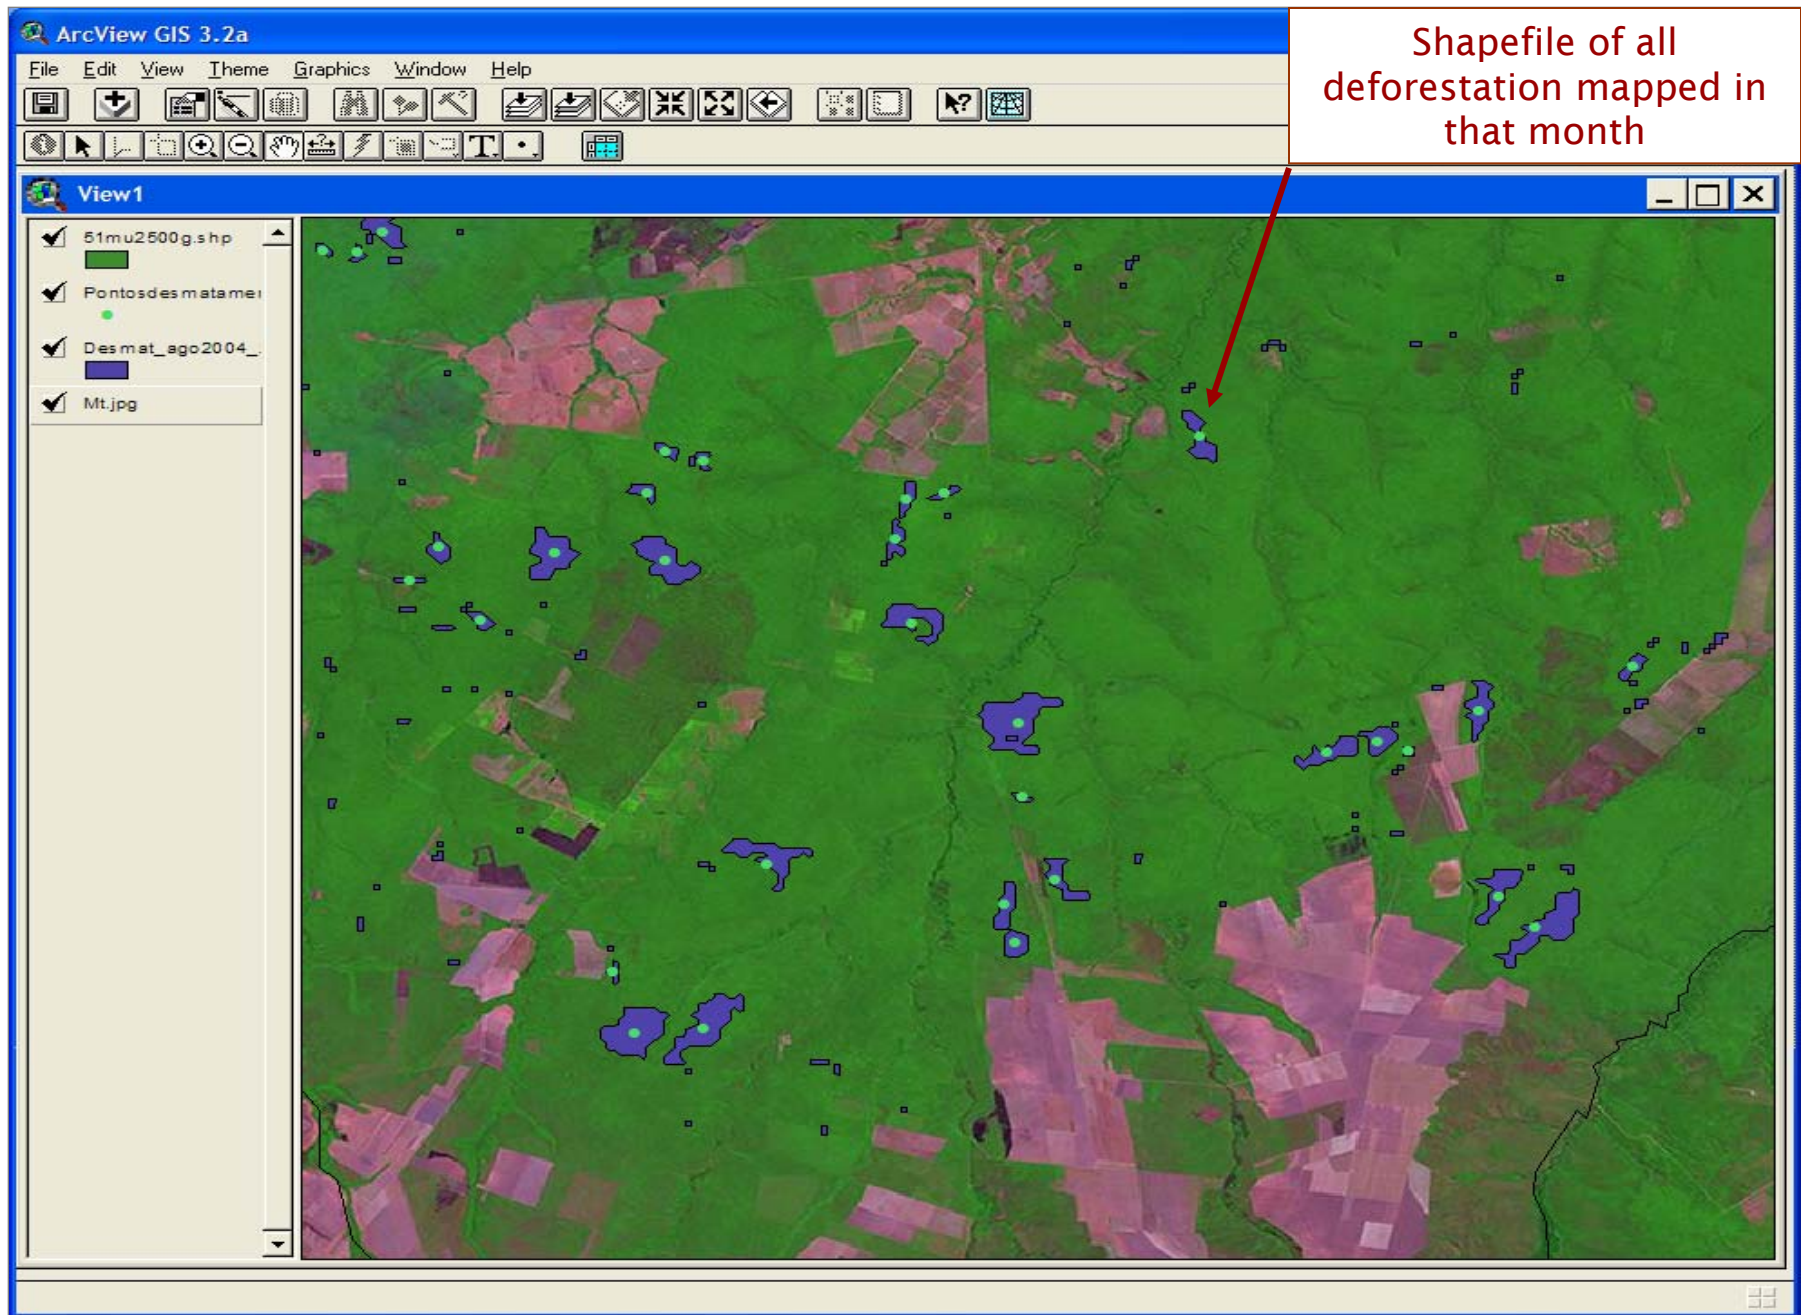 ArcView GIS 3.2a
Shapefile of all
deforestation mapped in
that month
File Edit View Theme Graphics Window Help
T
View1
51mu2500g.shp
Pontosdesmatame
Desmat_ago2004_.
Mt.jpg